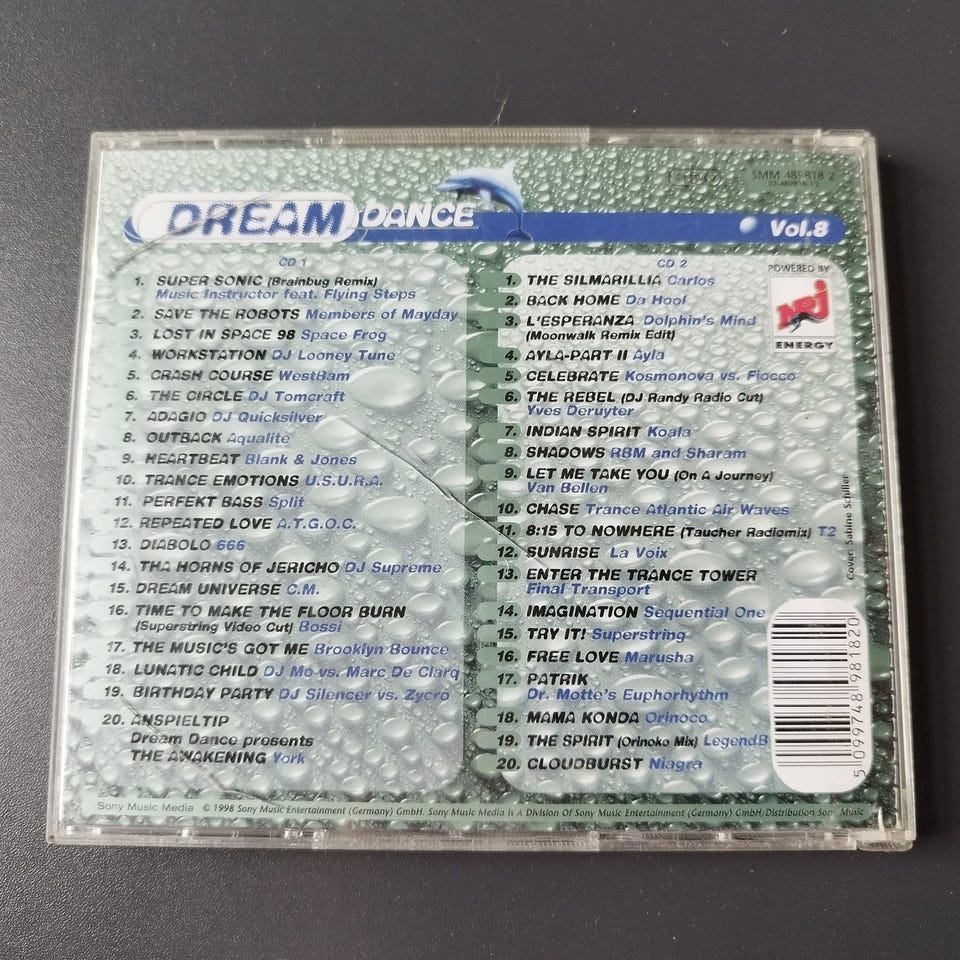 SMM 489818 2
07-489818-10
DREAM DANCE
Vol.8
CD 1
1. SUPER SONIC (Brainbug Remix)
Music Instructor feat. Flying Steps
2. SAVE THE ROBOTS Members of Mayday
3. LOST IN SPACE 98 Space Frog
4. WORKSTATION DJ Looney Tune
5. CRASH COURSE WestBam
6. THE CIRCLE DJ Tomcraft
7. ADAGIO DJ Quicksilver
8. OUTBACK Aqualite
9. HEARTBEAT Blank & Jones
10. TRANCE EMOTIONS U.S.U.R.A.
11. PERFEKT BASS Split
12. REPEATED LOVE A.T.G.O.C.
13. DIABOLO 666
14. THA HORNS OF JERICHO DJ Supreme
15. DREAM UNIVERSE C.M.
16. TIME TO MAKE THE FLOOR BURN
(Superstring Video Cut) Bossi
17. THE MUSIC'S GOT ME Brooklyn Bounce
18. LUNATIC CHILD DJ Mo vs. Marc De Clarq
19. BIRTHDAY PARTY DJ Silencer vs. Zycro
20. ANSPIELTIP
Dream Dance presents
THE AWAKENING York
CD 2
1. THE SILMARILLIA Carlos
2. BACK HOME Da Hool
3. L'ESPERANZA Dolphin's Mind
(Moonwalk Remix Edit)
4. AYLA-PART II Ayla
5. CELEBRATE Kosmonova vs. Fiocco
6. THE REBEL (DJ Randy Radio Cut)
Yves Deruyter
7. INDIAN SPIRIT Koala
8. SHADOWS RBM and Sharam
9. LET ME TAKE YOU (On A Journey)
Van Bellen
10. CHASE Trance Atlantic Air Waves
11. 8:15 TO NOWHERE (Taucher Radiomix) T2
12. SUNRISE La Voix
13. ENTER THE TRANCE TOWER
Final Transport
14. IMAGINATION Sequential One
15. TRY IT! Superstring
16. FREE LOVE Marusha
17. PATRIK
Dr. Motte's Euphorhythm
18. MAMA KONDA Orinoco
19. THE SPIRIT (Orinoko Mix) Legend B
20. CLOUDBURST Niagra
POWERED BY
NRJ
ENERGY
Cover: Sabine Schiller
5 099748 981820
Sony Music Media © 1998 Sony Music Entertainment (Germany) GmbH. Sony Music Media Is A Division Of Sony Music Entertainment (Germany) GmbH/Distribution Sony Music